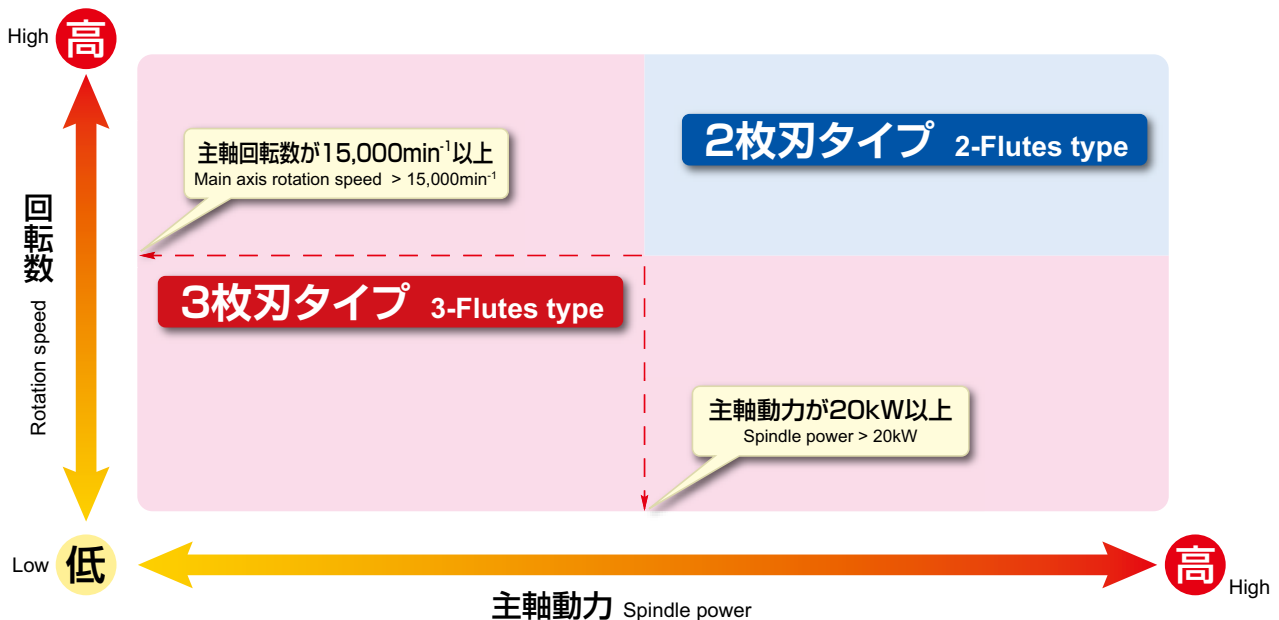 High 高
2枚刃タイプ 2-Flutes type
主軸回転数が15,000min⁻¹以上
Main axis rotation speed > 15,000min⁻¹
回転数
Rotation speed
3枚刃タイプ 3-Flutes type
主軸動力が20kW以上
Spindle power > 20kW
Low 低
高 High
主軸動力 Spindle power